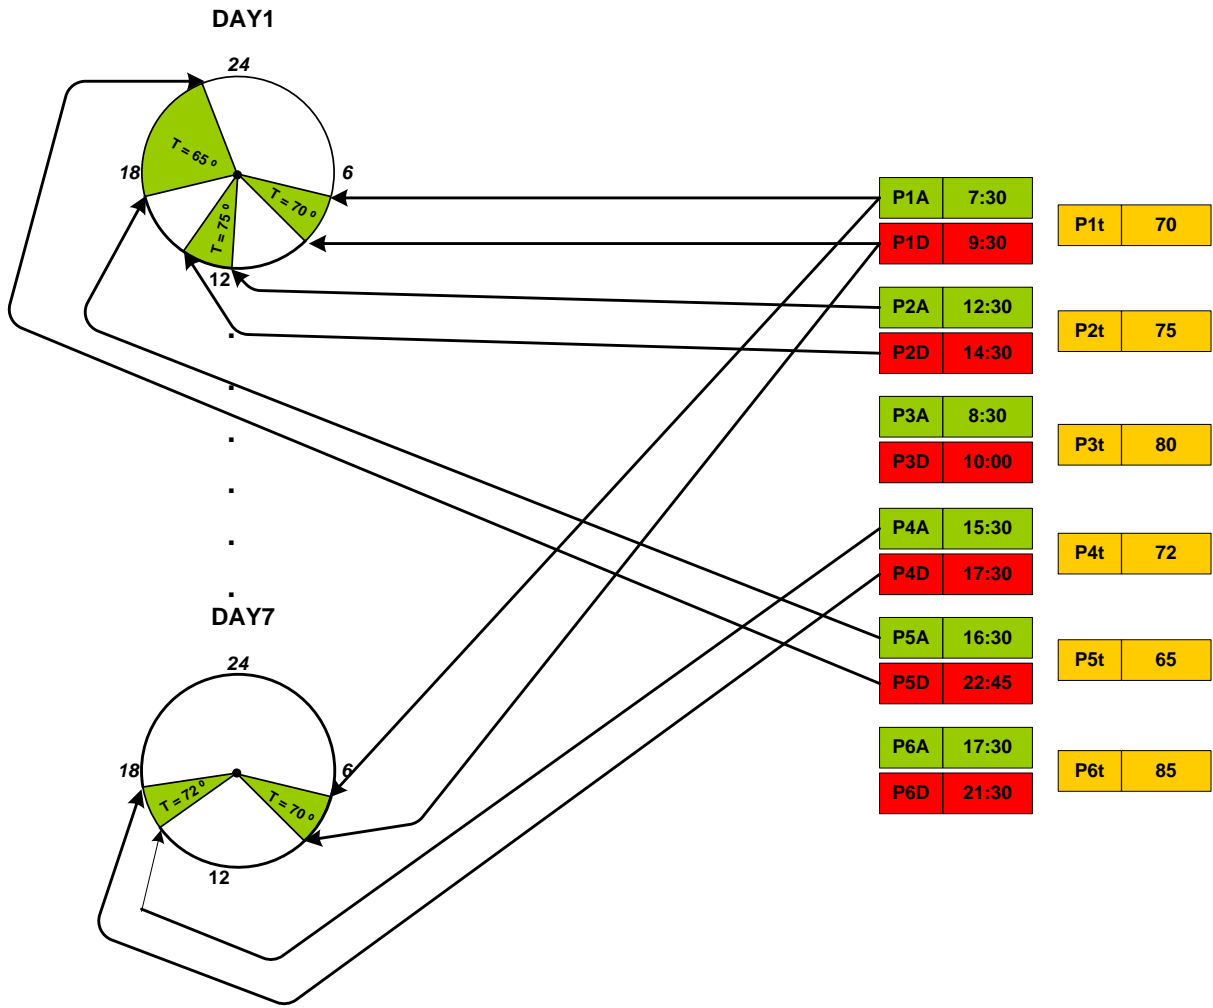 DAY1
24
T = 65 º
18
6
T = 70 º
T = 75 º
12
.
.
.
.
.
.
DAY7
24
18
6
T = 72 º
T = 70 º
12
P1A 7:30
P1D 9:30
P1t 70
P2A 12:30
P2D 14:30
P2t 75
P3A 8:30
P3D 10:00
P3t 80
P4A 15:30
P4D 17:30
P4t 72
P5A 16:30
P5D 22:45
P5t 65
P6A 17:30
P6D 21:30
P6t 85